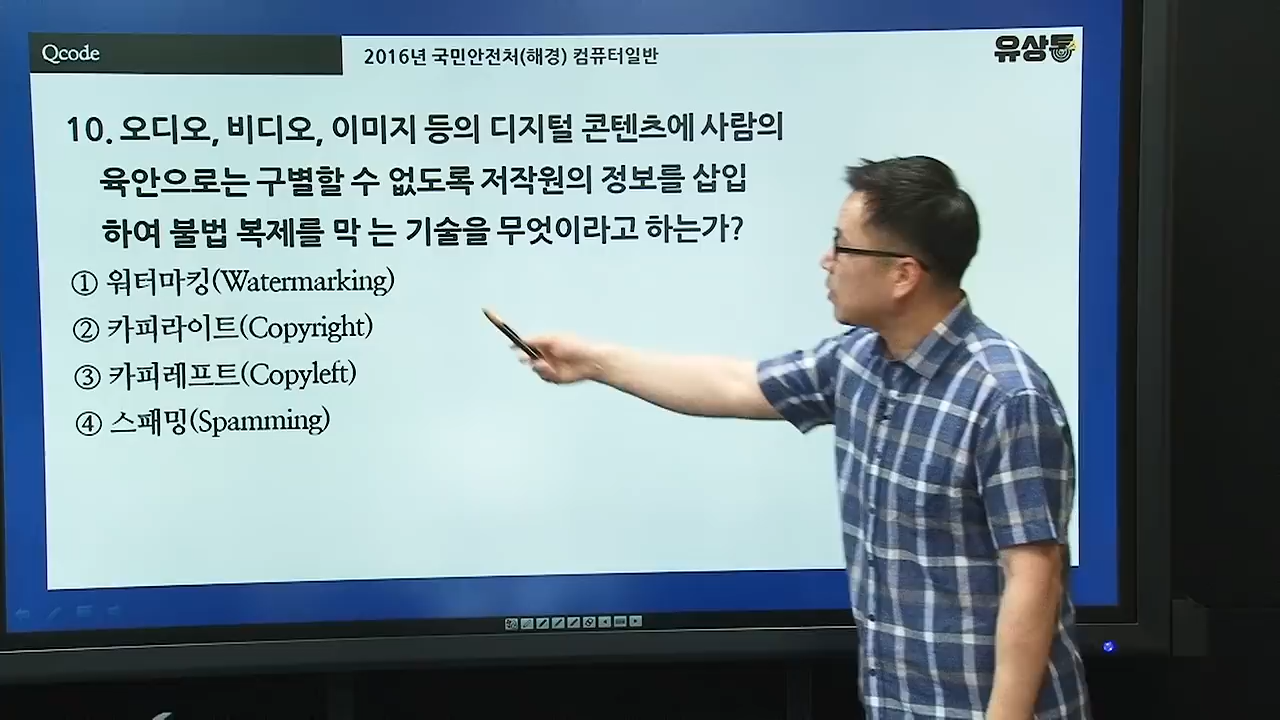 Qcode
2016년 국민안전처(해경) 컴퓨터일반
유상통
10. 오디오, 비디오, 이미지 등의 디지털 콘텐츠에 사람의
육안으로는 구별할 수 없도록 저작원의 정보를 삽입
하여 불법 복제를 막 는 기술을 무엇이라고 하는가?
① 워터마킹(Watermarking)
② 카피라이트(Copyright)
③ 카피레프트(Copyleft)
④ 스패밍(Spamming)